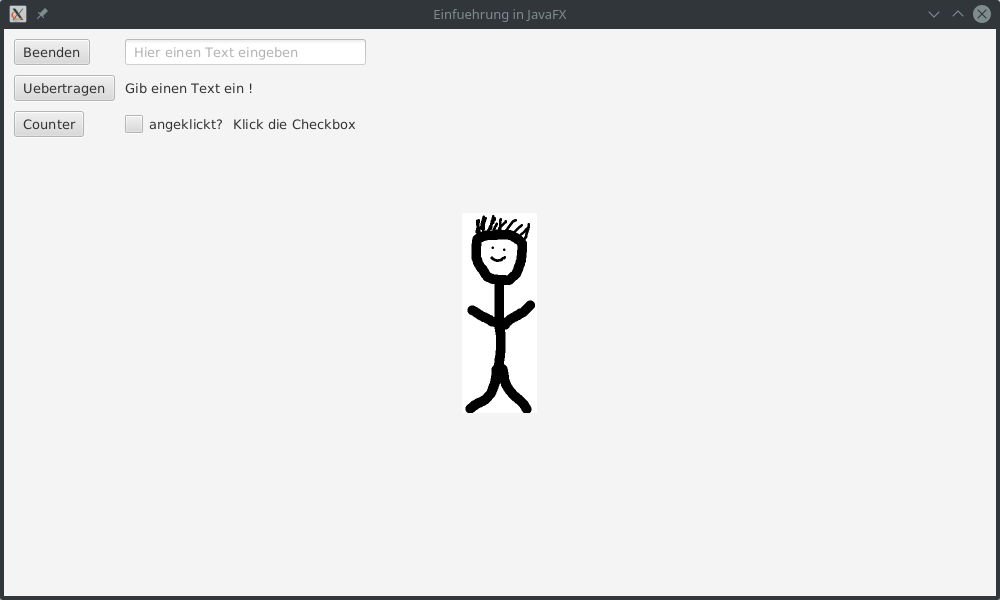 Einfuehrung in JavaFX
Beenden
Hier einen Text eingeben
Uebertragen
Gib einen Text ein !
Counter
angeklickt? Klick die Checkbox